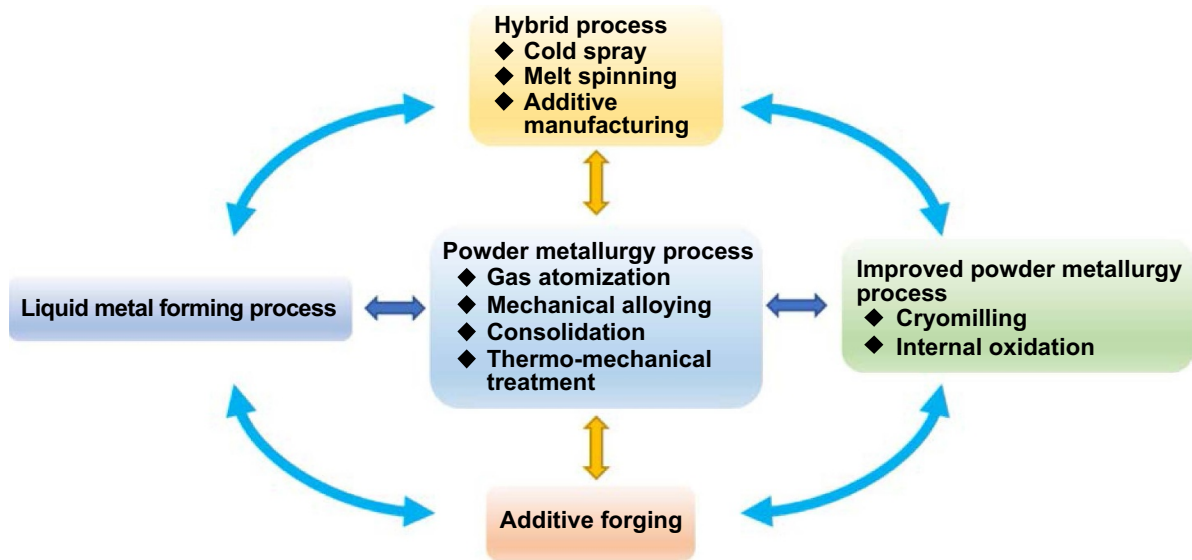 Hybrid process
◆ Cold spray
◆ Melt spinning
◆ Additive
manufacturing
Liquid metal forming process
Powder metallurgy process
◆ Gas atomization
◆ Mechanical alloying
◆ Consolidation
◆ Thermo-mechanical
treatment
Improved powder metallurgy
process
◆ Cryomilling
◆ Internal oxidation
Additive forging